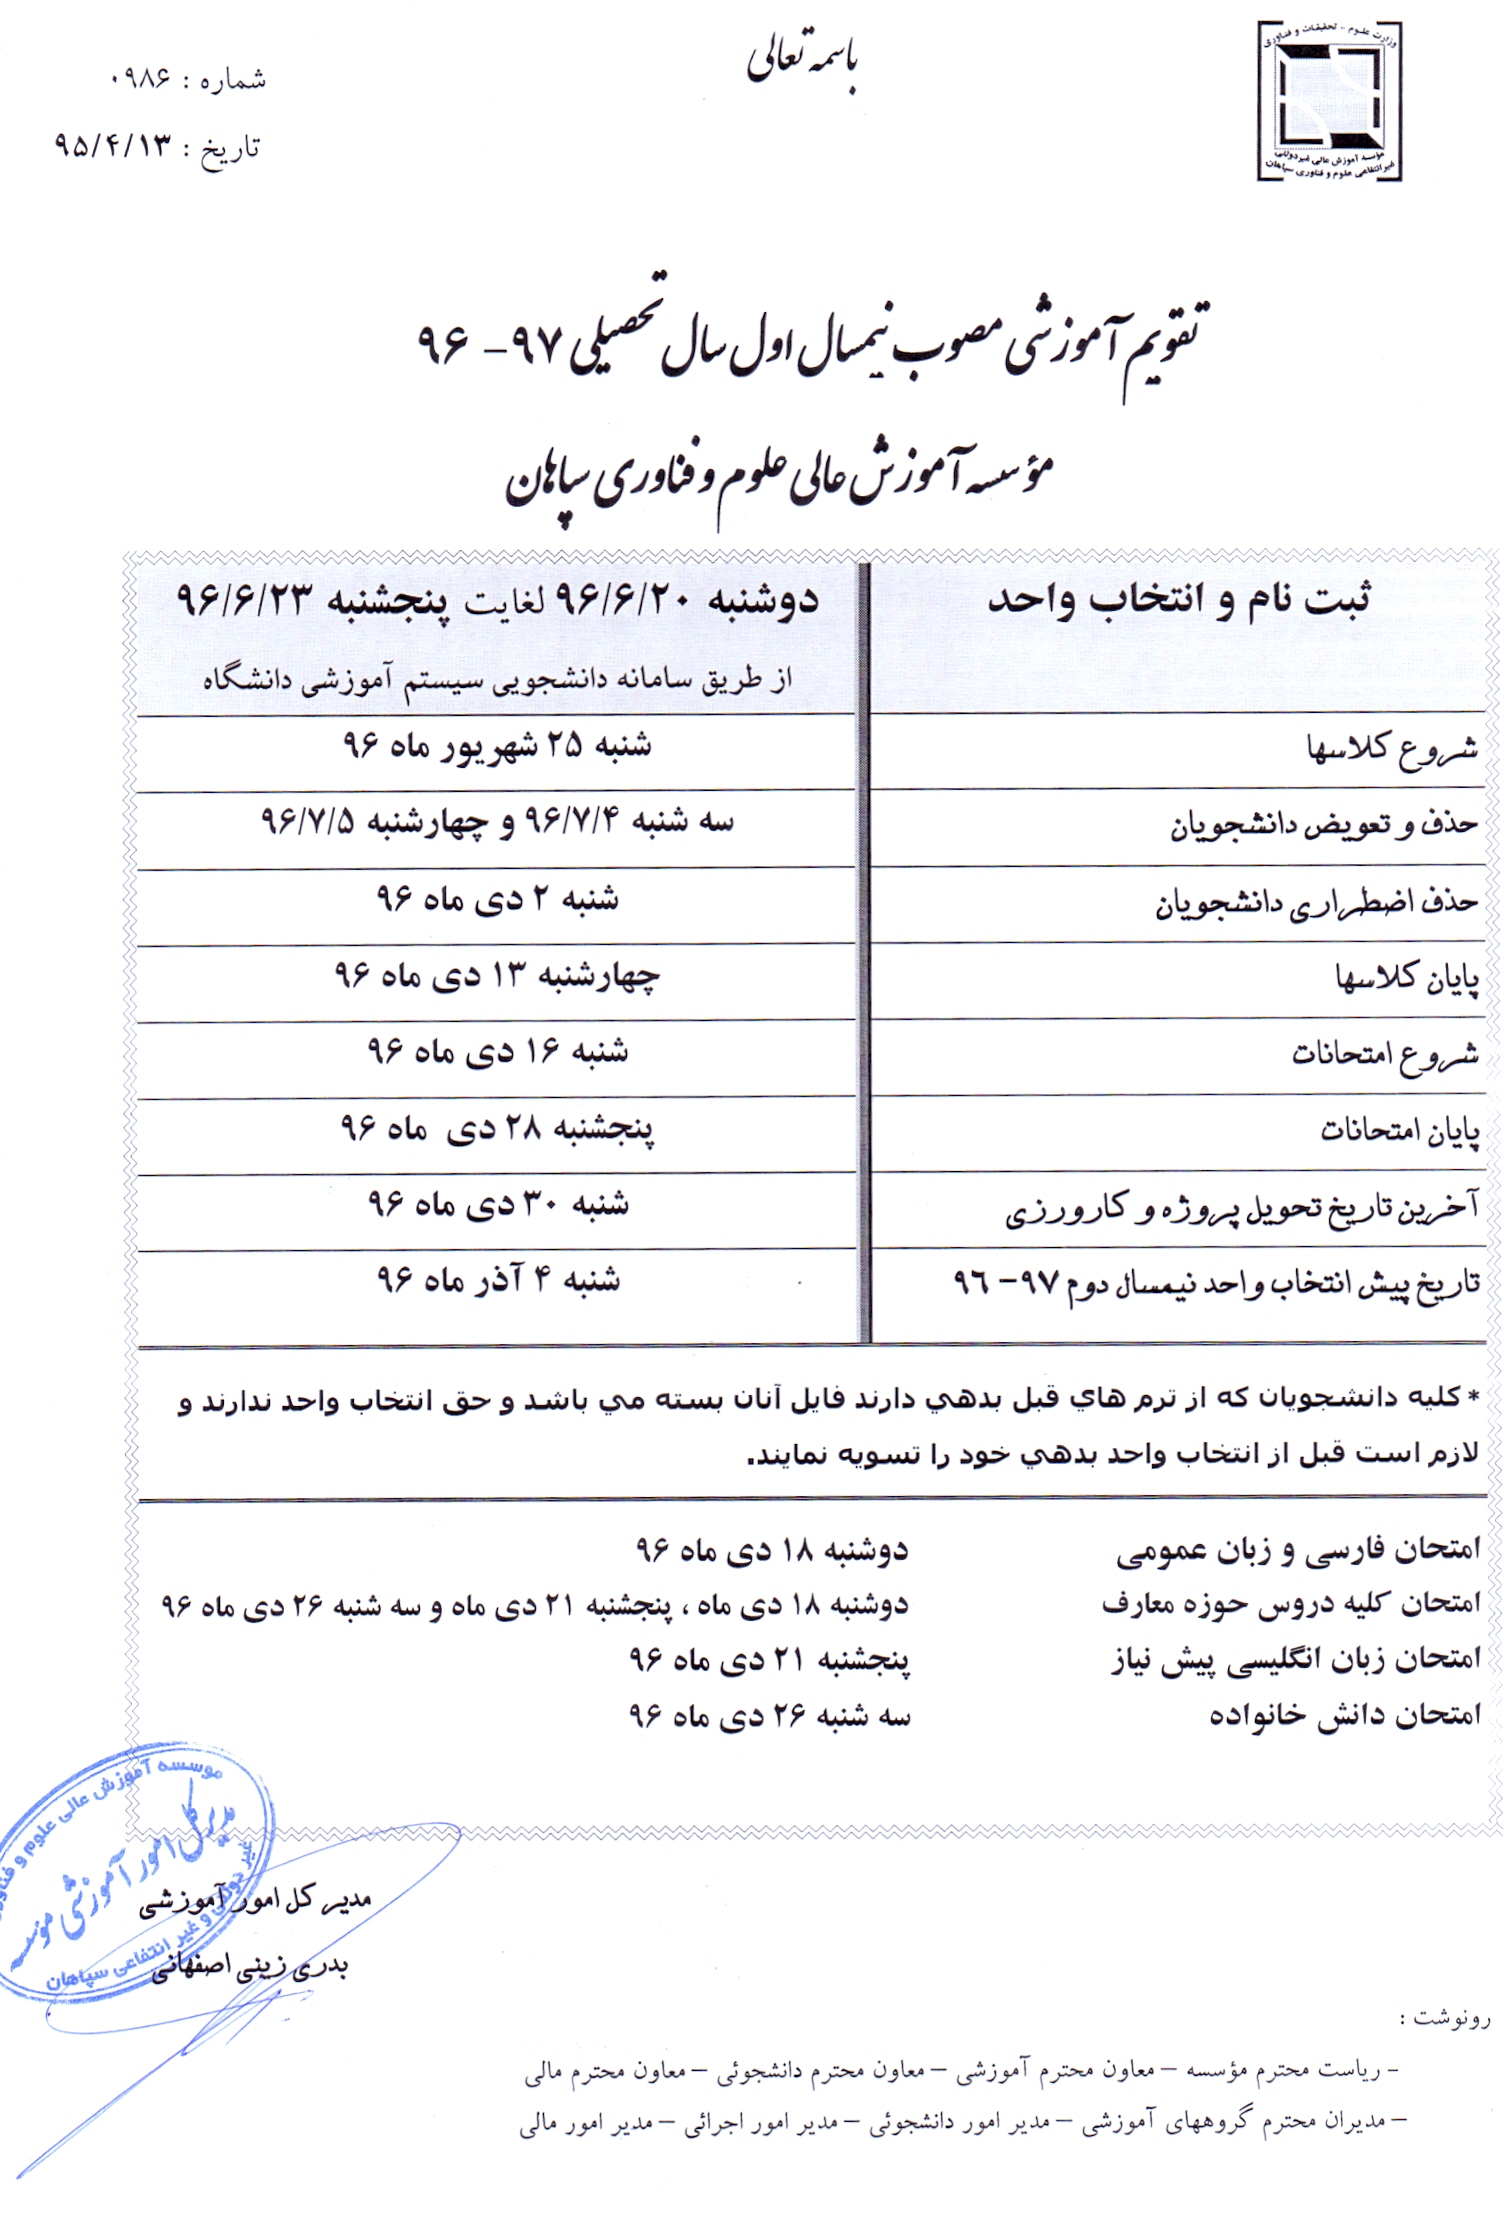 باسمه تعالی
وزارت علوم - تحقیقات و فناوری
مؤسسه آموزش عالی غیردولتی
غیرانتفاعی علوم و فناوری سپاهان
شماره : ۰۹۸۶
تاریخ : ۹۵/۴/۱۳
تقویم آموزشی مصوب نیمسال اول سال تحصیلی ۹۷- ۹۶
مؤسسه آموزش عالی علوم و فناوری سپاهان
ثبت نام و انتخاب واحد دوشنبه ۹۶/۶/۲۰ لغایت پنجشنبه ۹۶/۶/۲۳
از طریق سامانه دانشجویی سیستم آموزشی دانشگاه
شروع کلاسها شنبه ۲۵ شهریور ماه ۹۶
حذف و تعویض دانشجویان سه شنبه ۹۶/۷/۴ و چهارشنبه ۹۶/۷/۵
حذف اضطراری دانشجویان شنبه ۲ دی ماه ۹۶
پایان کلاسها چهارشنبه ۱۳ دی ماه ۹۶
شروع امتحانات شنبه ۱۶ دی ماه ۹۶
پایان امتحانات پنجشنبه ۲۸ دی ماه ۹۶
آخرین تاریخ تحویل پروژه و کارورزی شنبه ۳۰ دی ماه ۹۶
تاریخ پیش انتخاب واحد نیمسال دوم ۹۷- ۹۶ شنبه ۴ آذر ماه ۹۶
* کلیه دانشجویان که از ترم هاي قبل بدهي دارند فایل آنان بسته مي باشد و حق انتخاب واحد ندارند و
لازم است قبل از انتخاب واحد بدهي خود را تسویه نمایند.
امتحان فارسی و زبان عمومی دوشنبه ۱۸ دی ماه ۹۶
امتحان کلیه دروس حوزه معارف دوشنبه ۱۸ دی ماه ، پنجشنبه ۲۱ دی ماه و سه شنبه ۲۶ دی ماه ۹۶
امتحان زبان انگلیسی پیش نیاز پنجشنبه ۲۱ دی ماه ۹۶
امتحان دانش خانواده سه شنبه ۲۶ دی ماه ۹۶
موسسه آموزش عالی علوم و
مدیرکل امور آموزشی مؤسسه
غیر دولتی و غیر انتفاعی سپاهان
مدیر کل امور آموزشی
بدری زینی اصفهانی
رونوشت :
- ریاست محترم مؤسسه – معاون محترم آموزشی – معاون محترم دانشجوئی – معاون محترم مالی
– مدیران محترم گروههای آموزشی – مدیر امور دانشجوئی – مدیر امور اجرائی – مدیر امور مالی